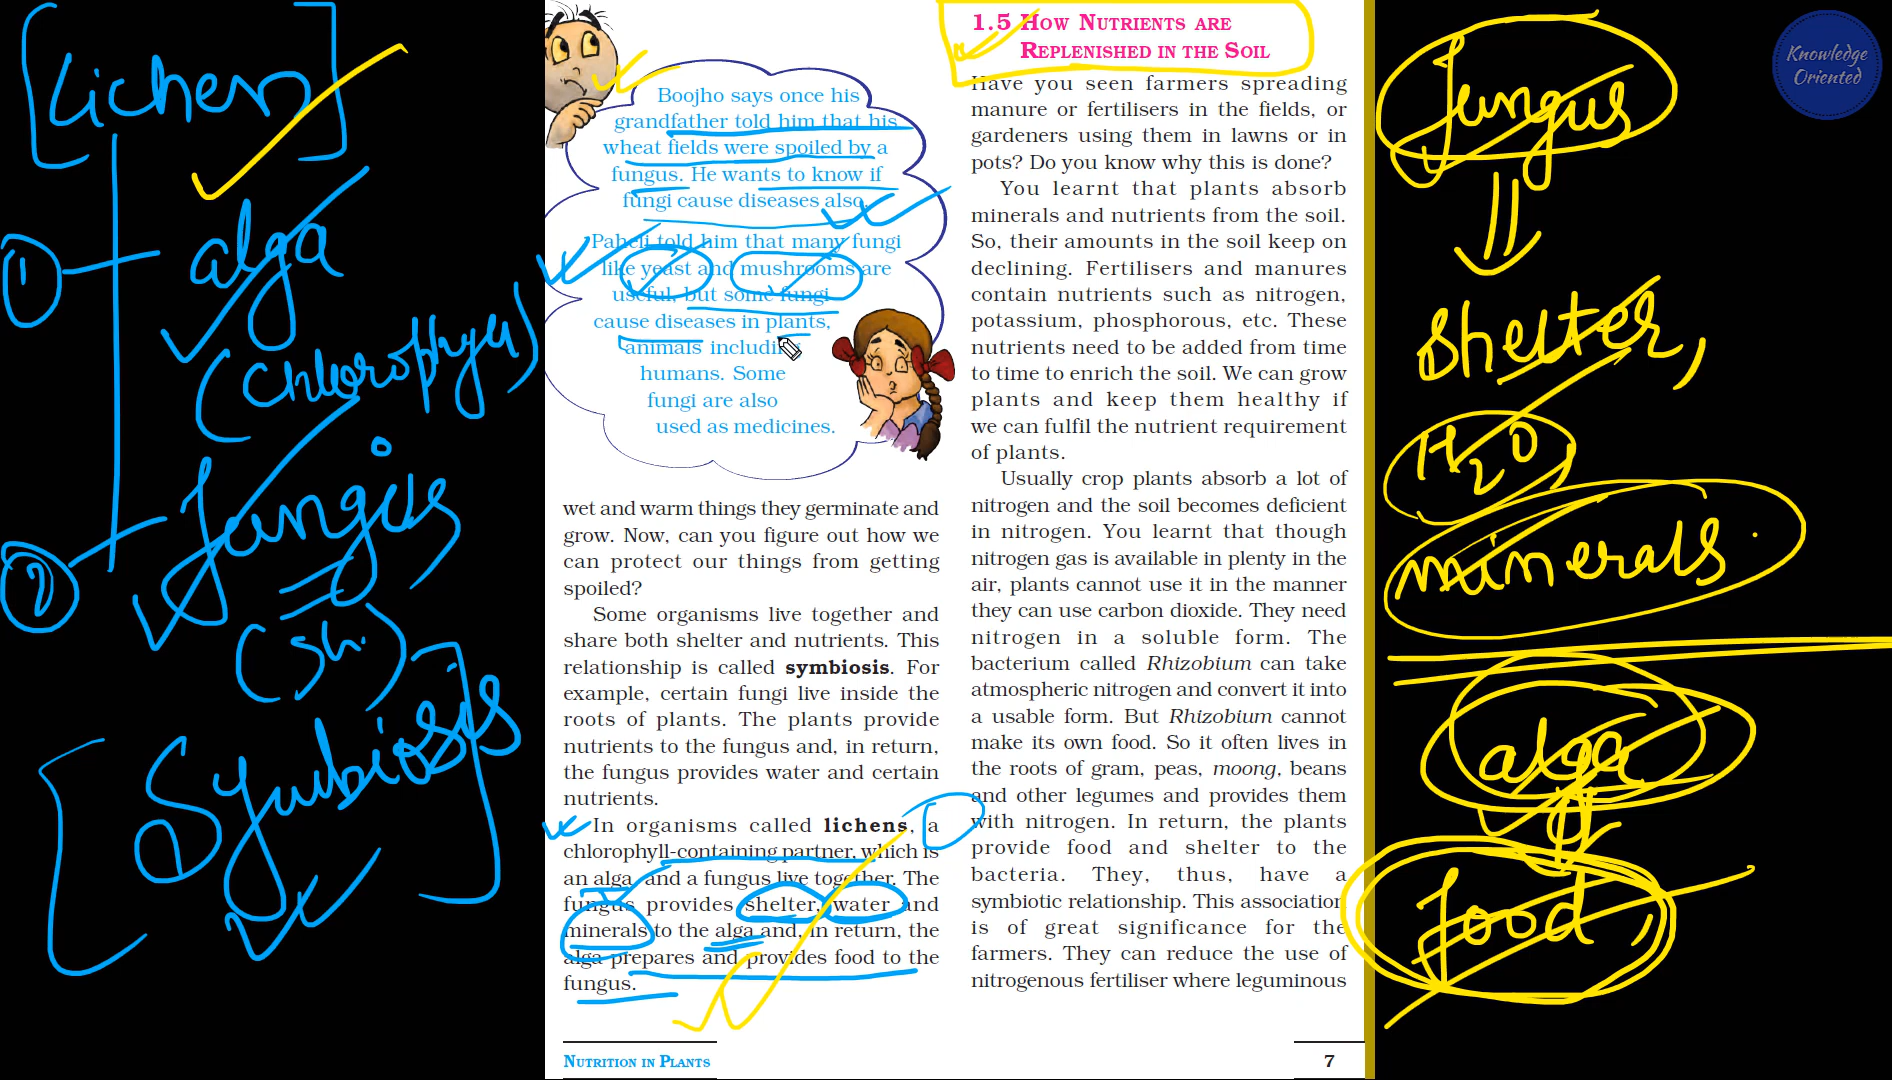 [Lichen]
① alga
(chlorophyll)
② fungus
(sh.)
[Symbiosis]
Boojho says once his
grandfather told him that his
wheat fields were spoiled by a
fungus. He wants to know if
fungi cause diseases also.
Paheli told him that many fungi
like yeast and mushrooms are
useful, but some fungi
cause diseases in plants,
animals including
humans. Some
fungi are also
used as medicines.
wet and warm things they germinate and
grow. Now, can you figure out how we
can protect our things from getting
spoiled?
Some organisms live together and
share both shelter and nutrients. This
relationship is called symbiosis. For
example, certain fungi live inside the
roots of plants. The plants provide
nutrients to the fungus and, in return,
the fungus provides water and certain
nutrients.
In organisms called lichens, a
chlorophyll-containing partner, which is
an alga, and a fungus live together. The
fungus provides shelter, water and
minerals to the alga and, in return, the
alga prepares and provides food to the
fungus.
1.5 HOW NUTRIENTS ARE
REPLENISHED IN THE SOIL
Have you seen farmers spreading
manure or fertilisers in the fields, or
gardeners using them in lawns or in
pots? Do you know why this is done?
You learnt that plants absorb
minerals and nutrients from the soil.
So, their amounts in the soil keep on
declining. Fertilisers and manures
contain nutrients such as nitrogen,
potassium, phosphorous, etc. These
nutrients need to be added from time
to time to enrich the soil. We can grow
plants and keep them healthy if
we can fulfil the nutrient requirement
of plants.
Usually crop plants absorb a lot of
nitrogen and the soil becomes deficient
in nitrogen. You learnt that though
nitrogen gas is available in plenty in the
air, plants cannot use it in the manner
they can use carbon dioxide. They need
nitrogen in a soluble form. The
bacterium called Rhizobium can take
atmospheric nitrogen and convert it into
a usable form. But Rhizobium cannot
make its own food. So it often lives in
the roots of gram, peas, moong, beans
and other legumes and provides them
with nitrogen. In return, the plants
provide food and shelter to the
bacteria. They, thus, have a
symbiotic relationship. This association
is of great significance for the
farmers. They can reduce the use of
nitrogenous fertiliser where leguminous
NUTRITION IN PLANTS
7
Fungus
Shelter,
H2O
minerals.
alga
Food
Knowledge
Oriented